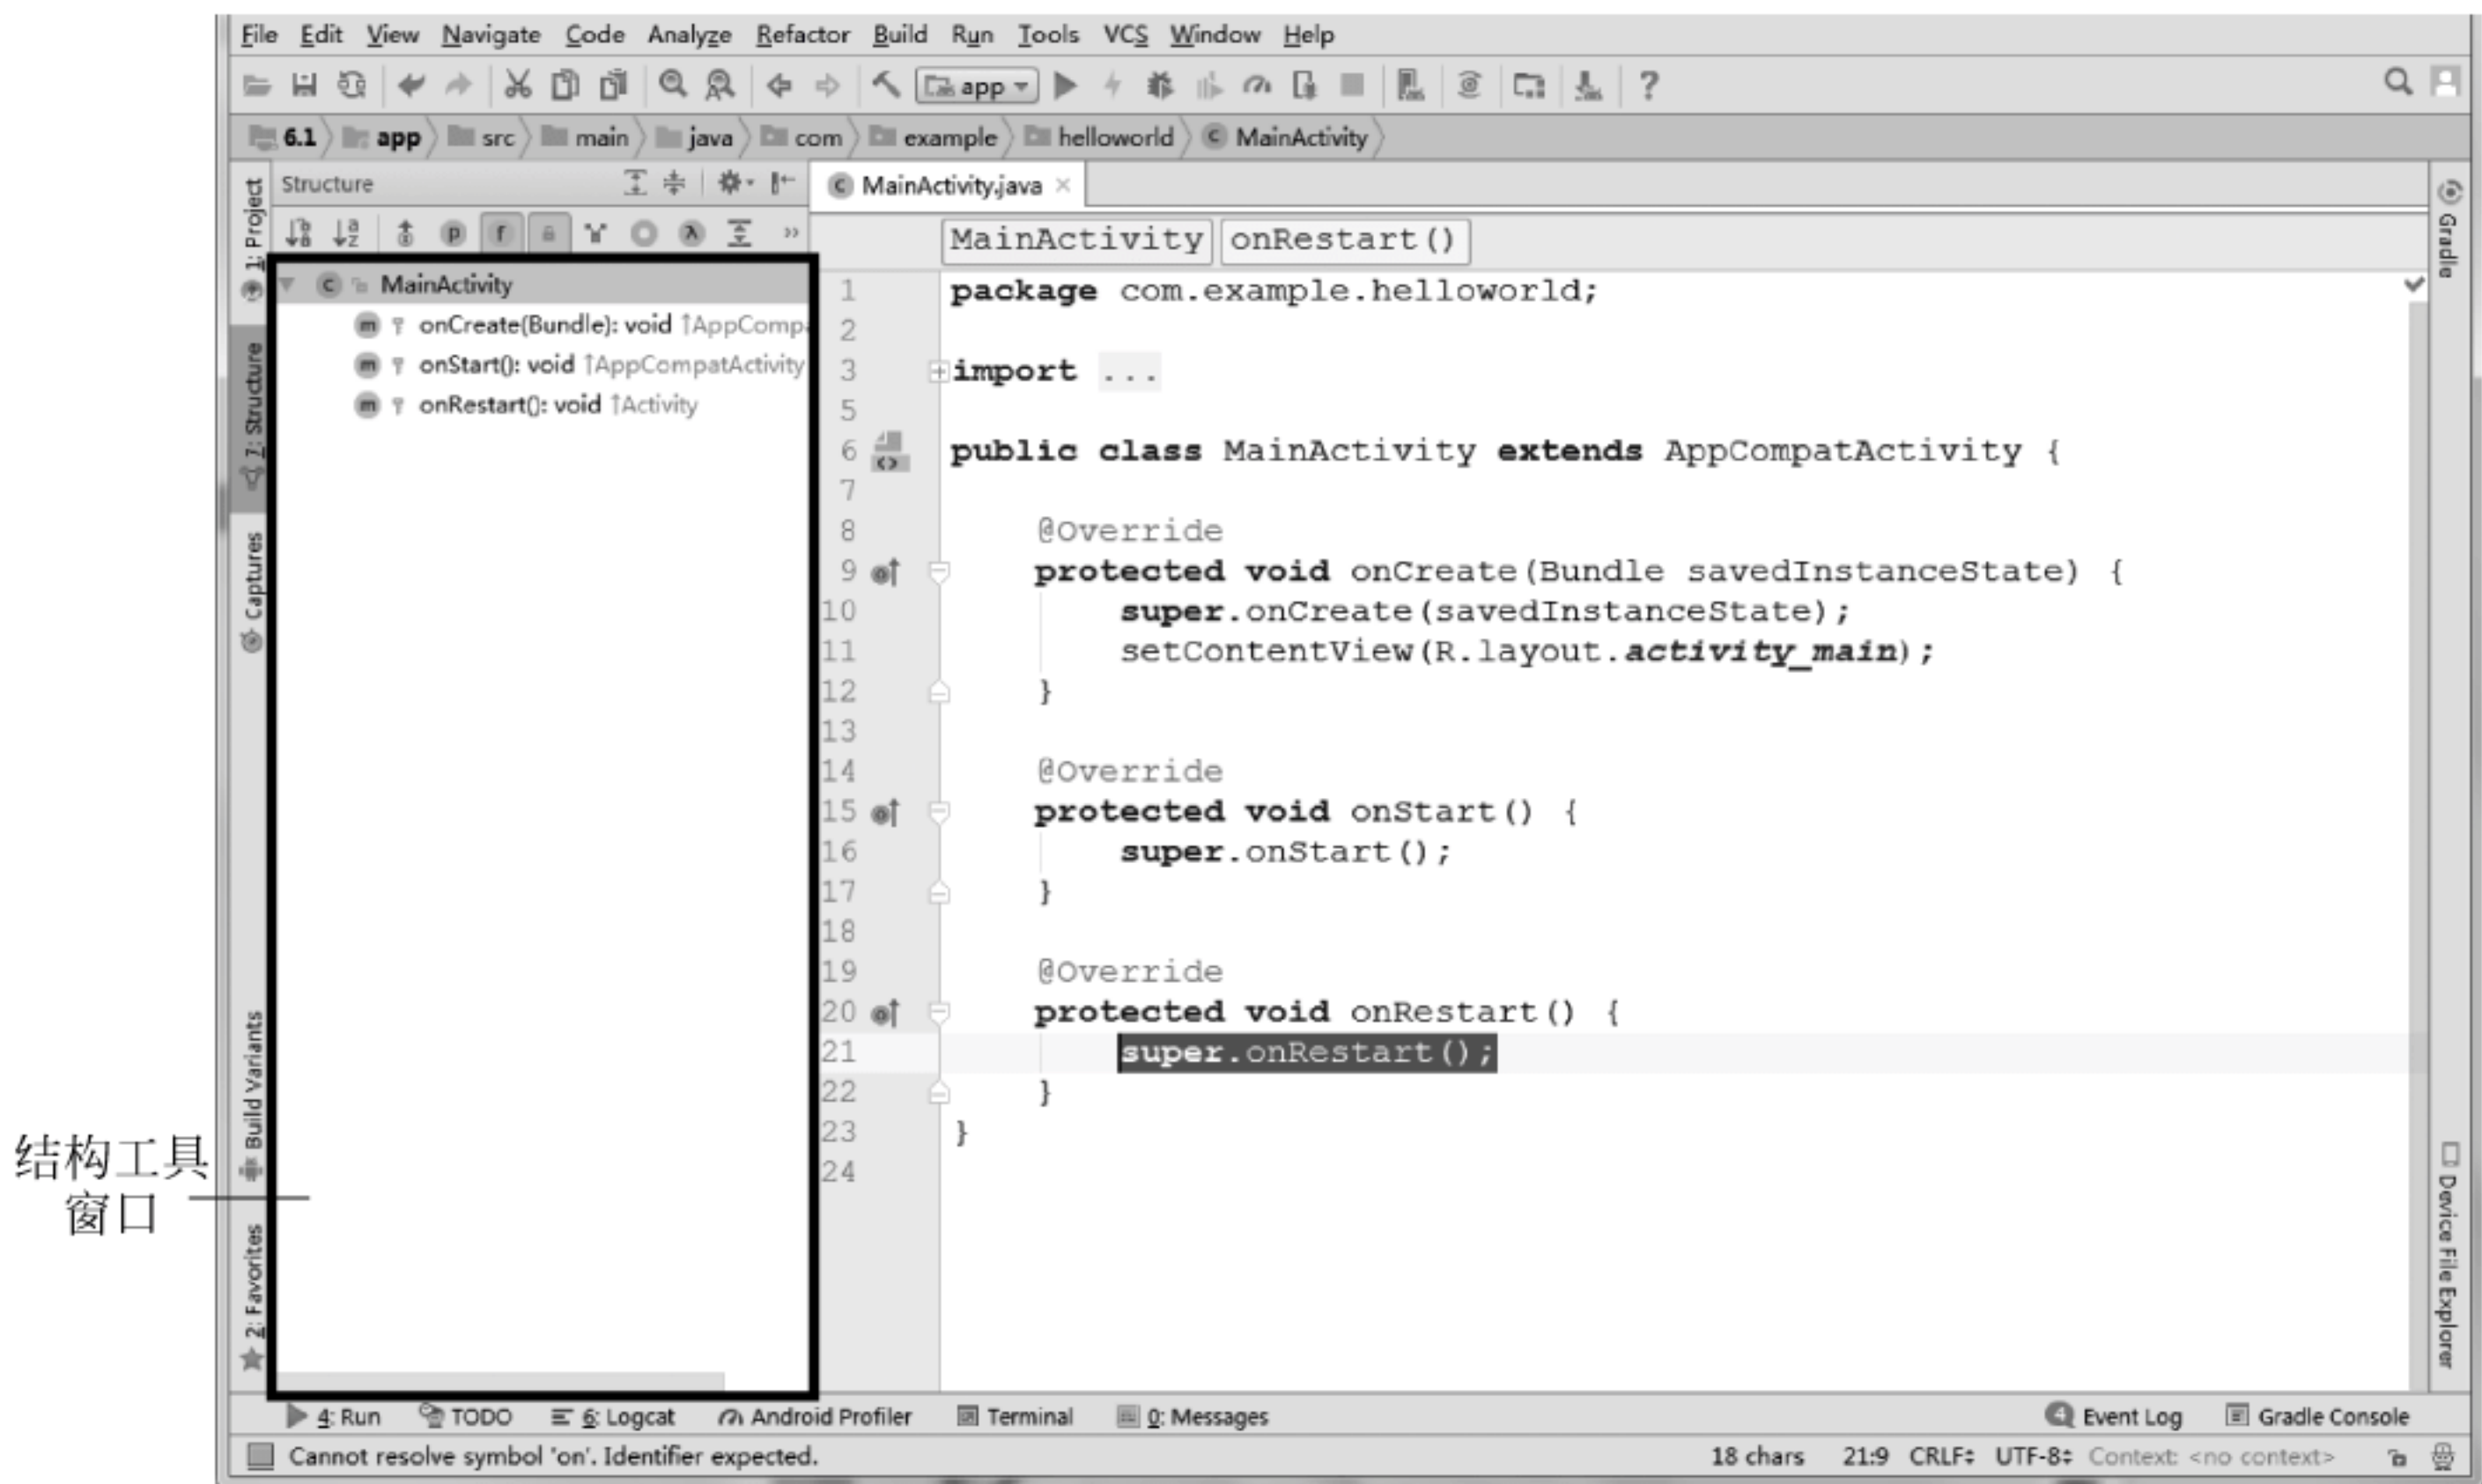 File Edit View Navigate Code Analyze Refactor Build Run Tools VCS Window Help
app
6.1 app src main java com example helloworld MainActivity
1: Project
7: Structure
Captures
Build Variants
2: Favorites
Structure
MainActivity
onCreate(Bundle): void ↑AppCompa
onStart(): void ↑AppCompatActivity
onRestart(): void ↑Activity
结构工具
窗口
MainActivity.java
MainActivity onRestart()
1 package com.example.helloworld;
2
3 import ...
5
6 public class MainActivity extends AppCompatActivity {
7
8 @Override
9 protected void onCreate(Bundle savedInstanceState) {
10 super.onCreate(savedInstanceState);
11 setContentView(R.layout.activity_main);
12 }
13
14 @Override
15 protected void onStart() {
16 super.onStart();
17 }
18
19 @Override
20 protected void onRestart() {
21 super.onRestart();
22 }
23 }
24
Gradle
Device File Explorer
4: Run TODO 6: Logcat Android Profiler Terminal 0: Messages 4 Event Log Gradle Console
Cannot resolve symbol 'on'. Identifier expected. 18 chars 21:9 CRLF UTF-8 Context: <no context>